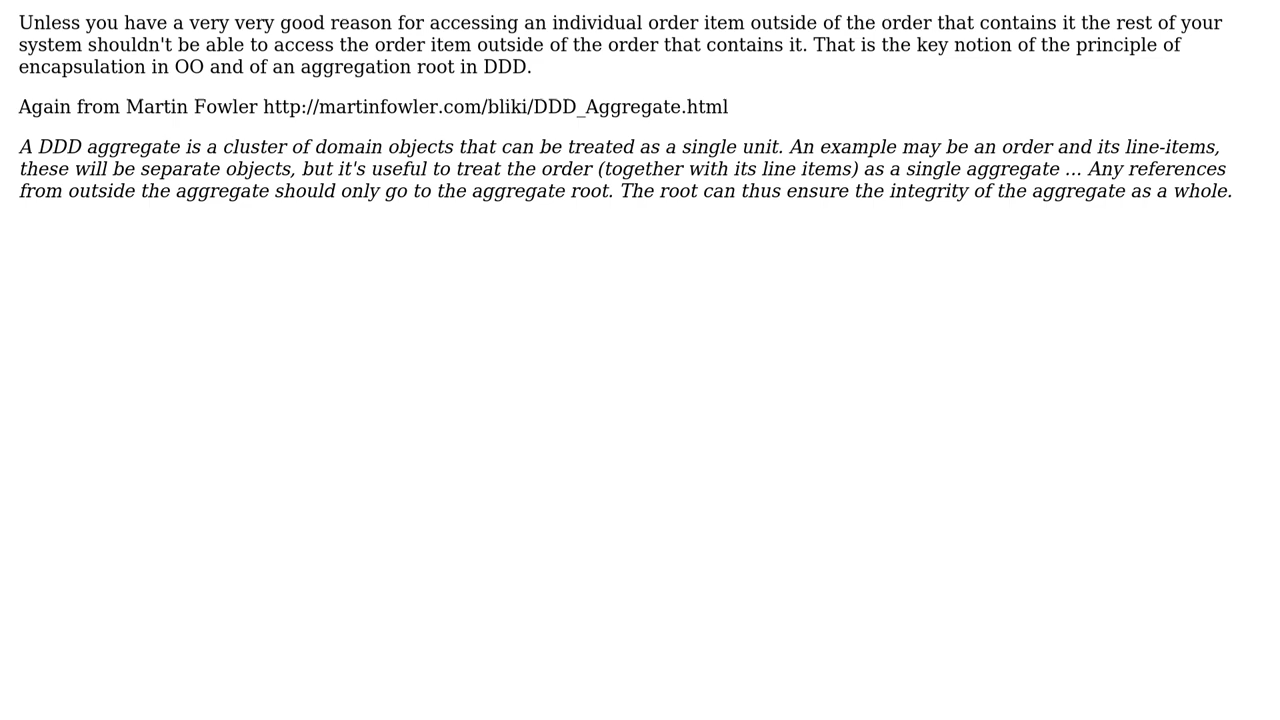 Unless you have a very very good reason for accessing an individual order item outside of the order that contains it the rest of your
system shouldn't be able to access the order item outside of the order that contains it. That is the key notion of the principle of
encapsulation in OO and of an aggregation root in DDD.
Again from Martin Fowler http://martinfowler.com/bliki/DDD_Aggregate.html
A DDD aggregate is a cluster of domain objects that can be treated as a single unit. An example may be an order and its line-items,
these will be separate objects, but it's useful to treat the order (together with its line items) as a single aggregate ... Any references
from outside the aggregate should only go to the aggregate root. The root can thus ensure the integrity of the aggregate as a whole.